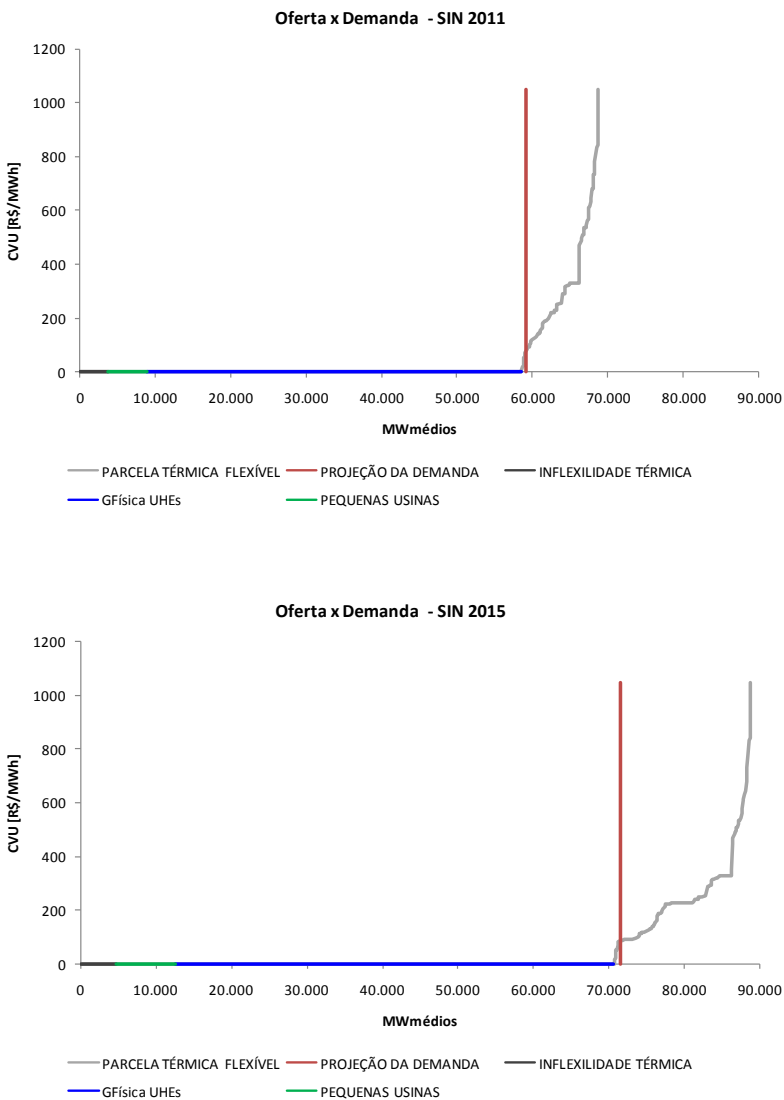 Oferta x Demanda - SIN 2011
1200
1000
800
600
400
200
0
CVU [R$/MWh]
0 10.000 20.000 30.000 40.000 50.000 60.000 70.000 80.000 90.000
MWmédios
PARCELA TÉRMICA FLEXÍVEL PROJEÇÃO DA DEMANDA INFLEXILIDADE TÉRMICA
GFísica UHEs PEQUENAS USINAS
Oferta x Demanda - SIN 2015
1200
1000
800
600
400
200
0
CVU [R$/MWh]
0 10.000 20.000 30.000 40.000 50.000 60.000 70.000 80.000 90.000
MWmédios
PARCELA TÉRMICA FLEXÍVEL PROJEÇÃO DA DEMANDA INFLEXILIDADE TÉRMICA
GFísica UHEs PEQUENAS USINAS